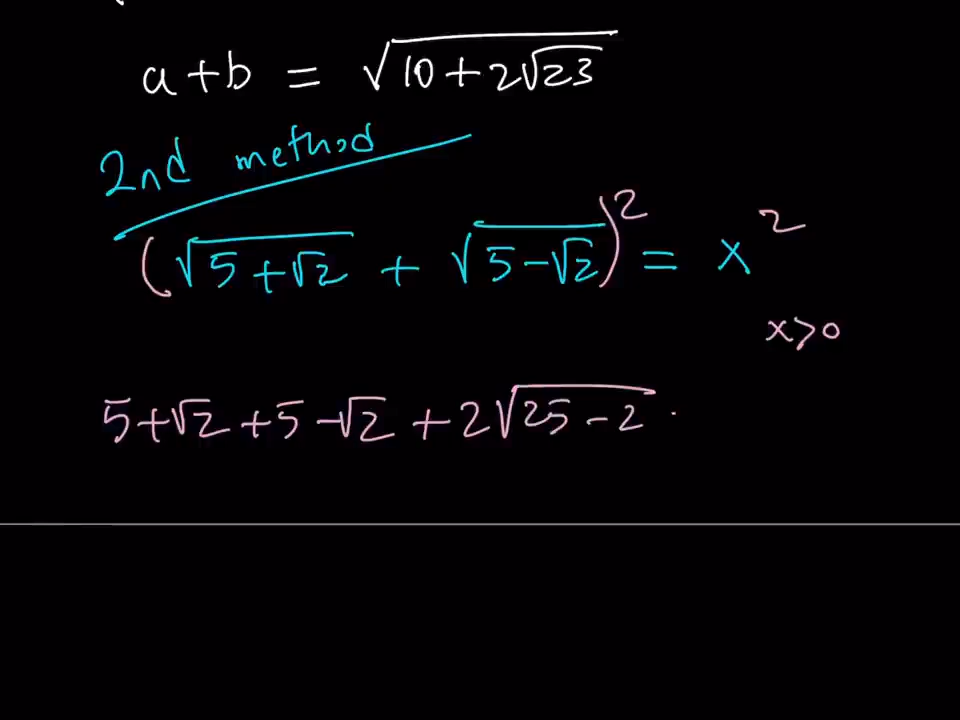 a+b = √(10+2√23)
2nd method
(√(5+√2) + √(5-√2))² = x²
x>0
5+√2+5-√2+2√(25-2)